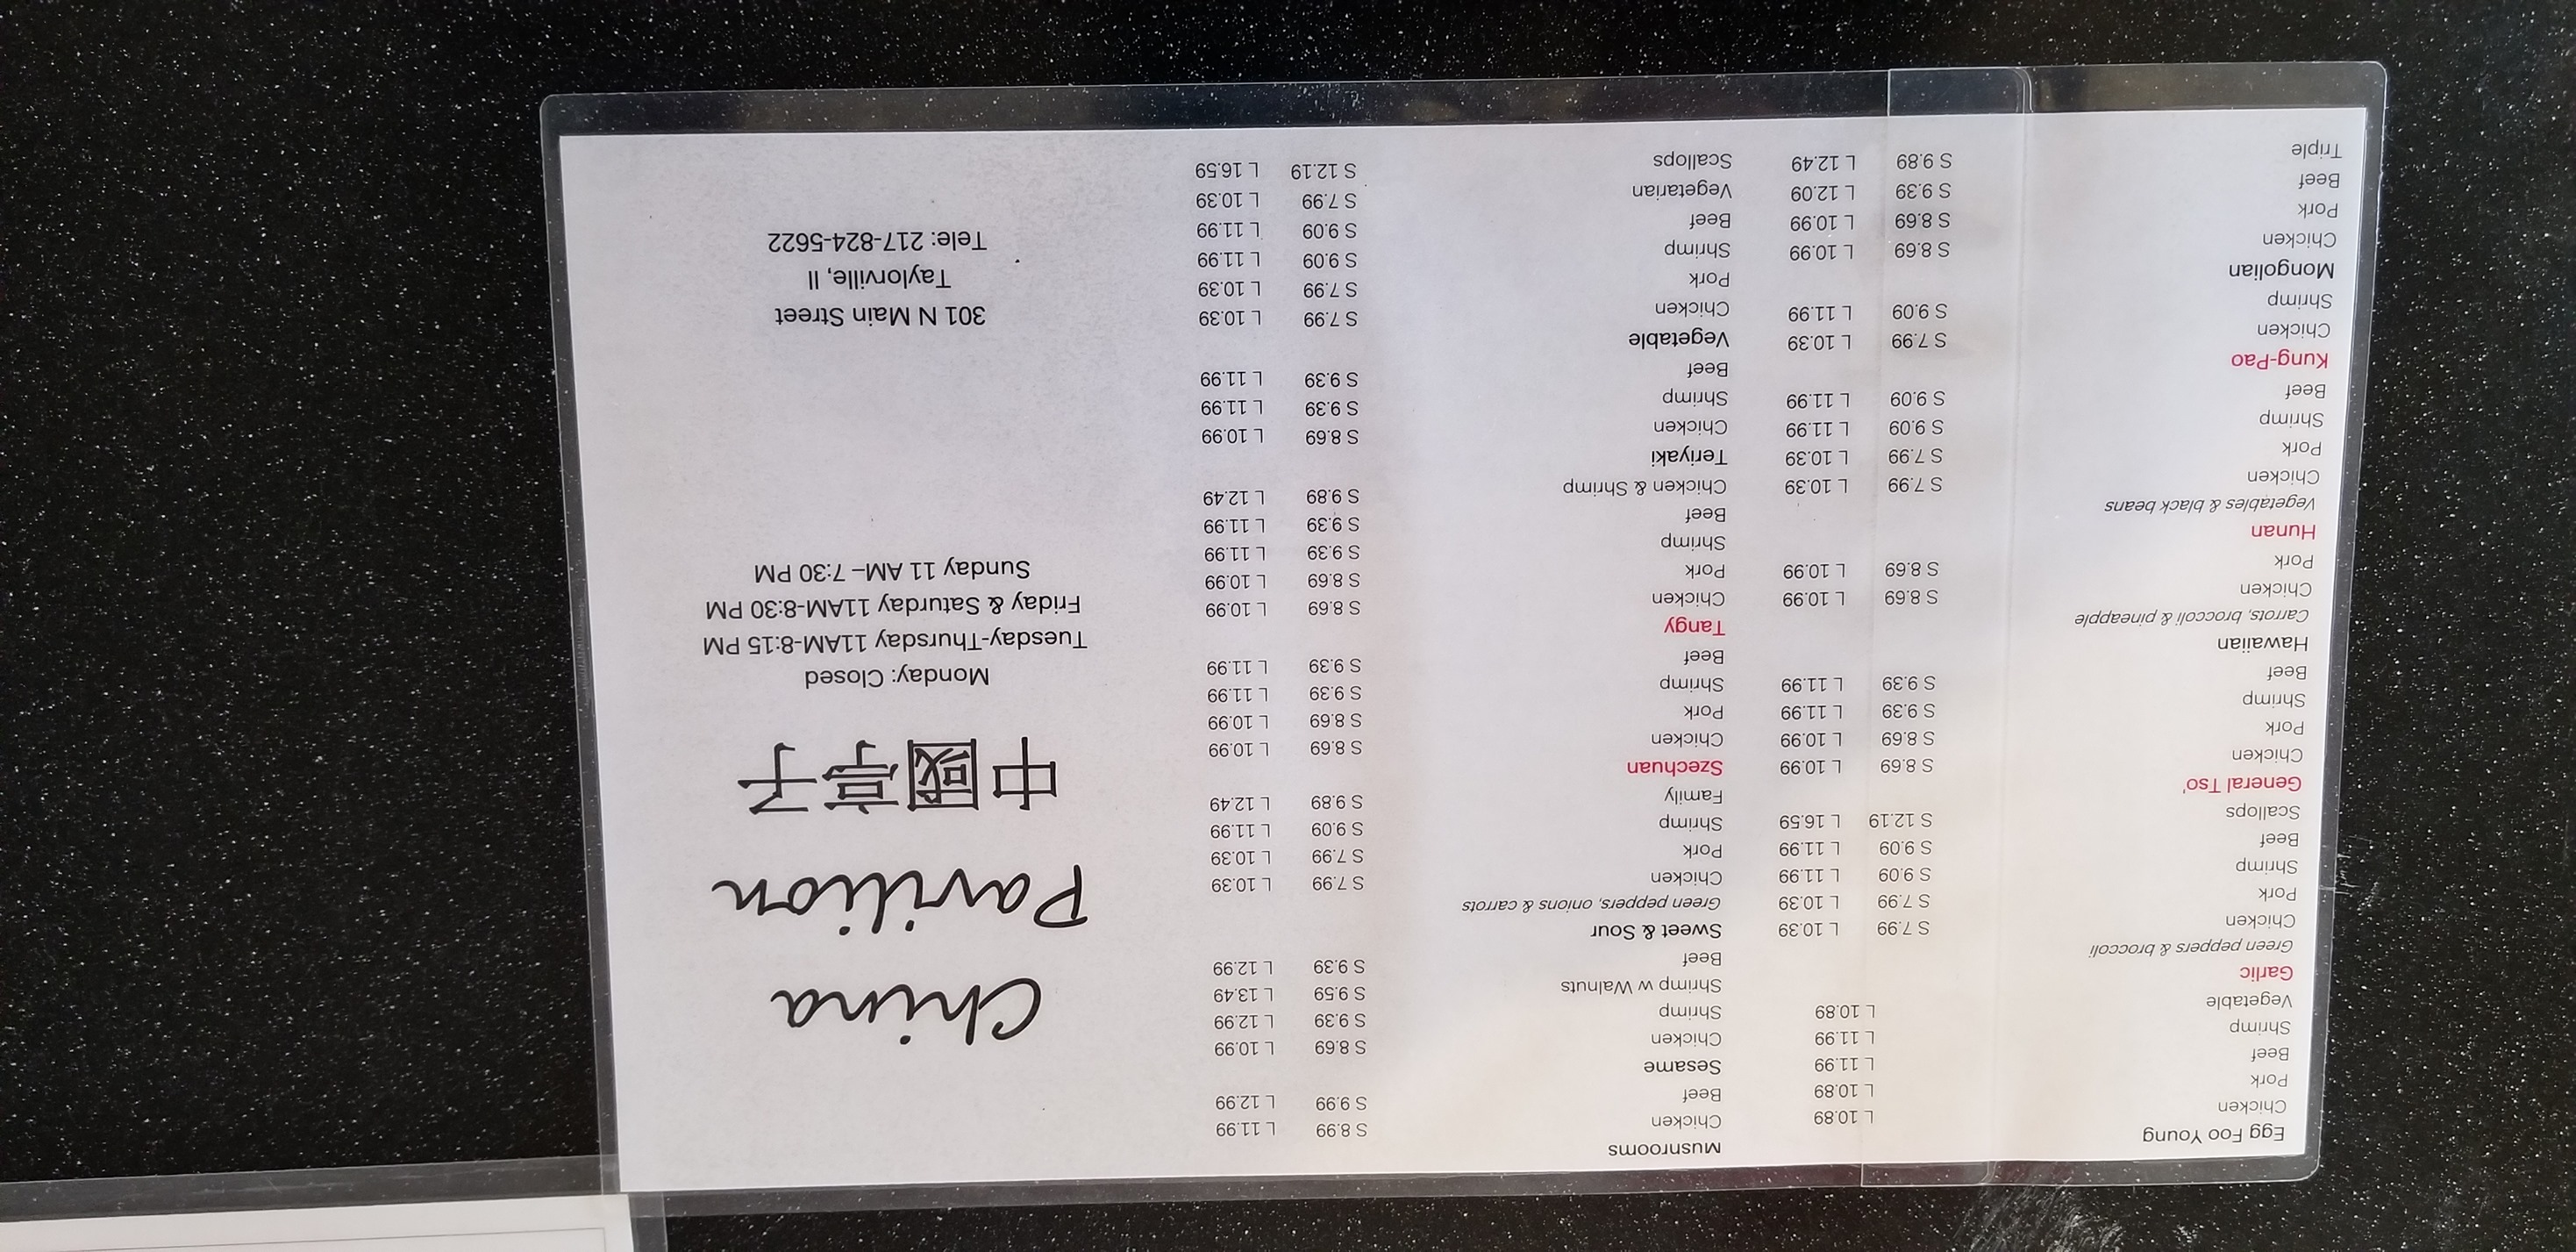 Egg Foo Young
Chicken L 10.89
Pork L 10.89
Beef L 11.99
Shrimp L 11.99
Vegetable L 10.89
Garlic
Green peppers & broccoli
Chicken S 7.99 L 10.39
Pork S 7.99 L 10.39
Shrimp S 9.09 L 11.99
Beef S 9.09 L 11.99
Scallops S 12.19 L 16.59
General Tso'
Chicken S 8.69 L 10.99
Pork S 8.69 L 10.99
Shrimp S 9.39 L 11.99
Beef S 9.39 L 11.99
Hawaiian
Carrots, broccoli & pineapple
Chicken S 8.69 L 10.99
Pork S 8.69 L 10.99
Hunan
Vegetables & black beans
Chicken S 7.99 L 10.39
Pork S 7.99 L 10.39
Shrimp S 9.09 L 11.99
Beef S 9.09 L 11.99
Kung-Pao
Chicken S 7.99 L 10.39
Shrimp S 9.09 L 11.99
Mongolian
Chicken S 8.69 L 10.99
Pork S 8.69 L 10.99
Beef S 9.39 L 12.09
Triple S 9.89 L 12.49
Mushrooms
Chicken S 8.99 L 11.99
Beef S 9.99 L 12.99
Sesame
Chicken S 8.69 L 10.99
Shrimp S 9.39 L 12.99
Shrimp w Walnuts S 9.59 L 13.49
Beef S 9.39 L 12.99
Sweet & Sour
Green peppers, onions & carrots
Chicken S 7.99 L 10.39
Pork S 7.99 L 10.39
Shrimp S 9.09 L 11.99
Family S 9.89 L 12.49
Szechuan
Chicken S 8.69 L 10.99
Pork S 8.69 L 10.99
Shrimp S 9.39 L 11.99
Beef S 9.39 L 11.99
Tangy
Chicken S 8.69 L 10.99
Pork S 8.69 L 10.99
Shrimp S 9.39 L 11.99
Beef S 9.39 L 11.99
Chicken & Shrimp S 9.89 L 12.49
Teriyaki
Chicken S 8.69 L 10.99
Shrimp S 9.39 L 11.99
Beef S 9.39 L 11.99
Vegetable
Chicken S 7.99 L 10.39
Pork S 7.99 L 10.39
Shrimp S 9.09 L 11.99
Beef S 9.09 L 11.99
Vegetarian S 7.99 L 10.39
Scallops S 12.19 L 16.59
China
Pavilion
中國亭子
Monday: Closed
Tuesday-Thursday 11AM-8:15 PM
Friday & Saturday 11AM-8:30 PM
Sunday 11 AM– 7:30 PM
301 N Main Street
Taylorville, Il
Tele: 217-824-5622